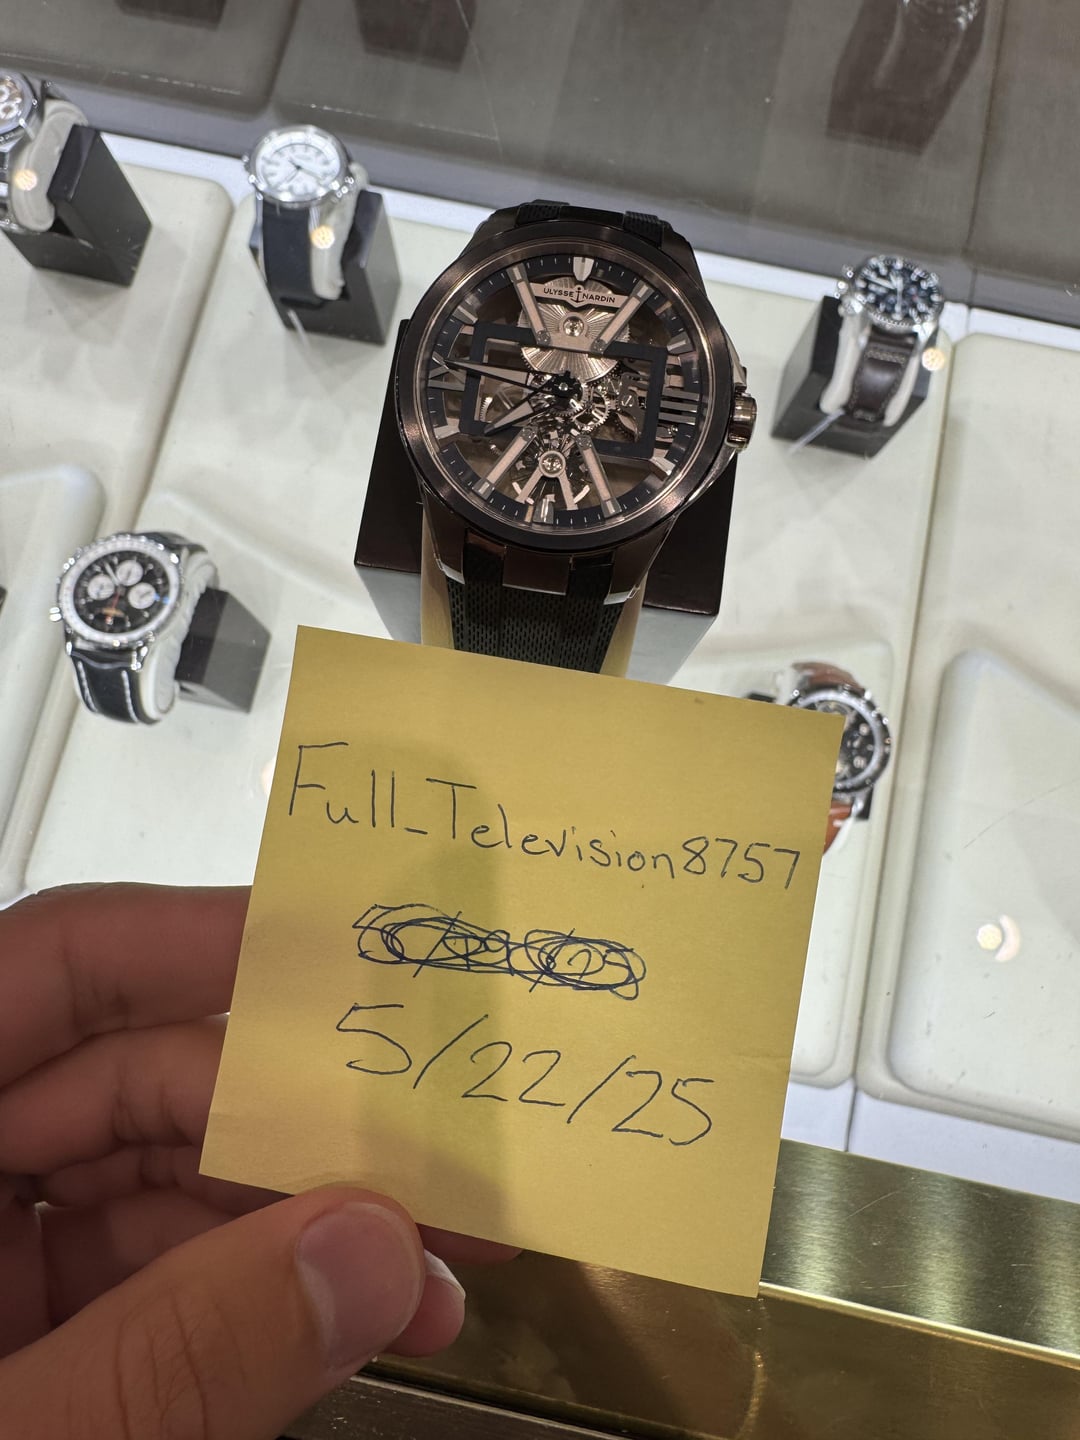 ULYSSE NARDIN
Full_Television8757
5/22/25